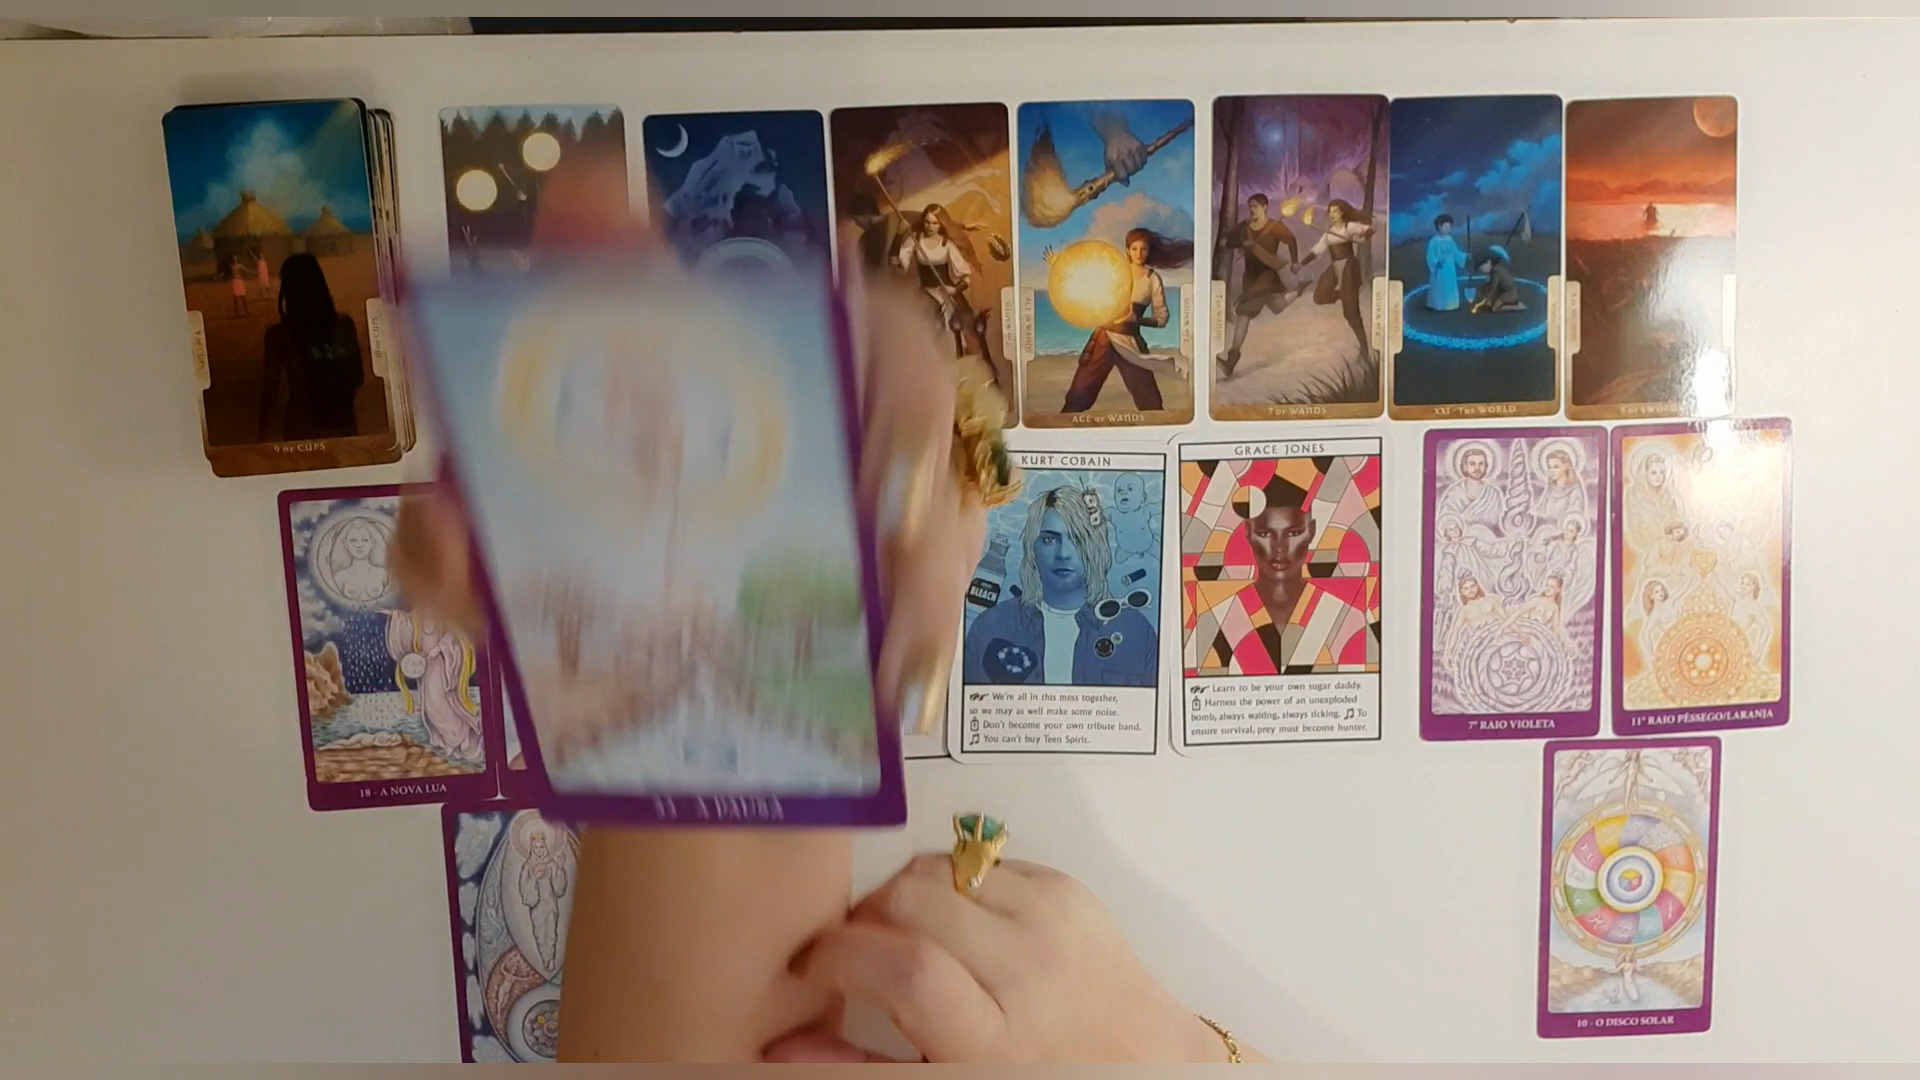 9 OF CUPS
ACE OF WANDS
7 OF WANDS
XXI - THE WORLD
KURT COBAIN
BLEACH
We're all in this mess together,
so we may as well make some noise.
Don't become your own tribute band.
You can't buy Teen Spirit.
GRACE JONES
Learn to be your own sugar daddy.
Harness the power of an unexploded
bomb, always waiting, always ticking. To
ensure survival, prey must become hunter.
7º RAIO VIOLETA
11º RAIO PÊSSEGO/LARANJA
18 - A NOVA LUA
10 - O DISCO SOLAR